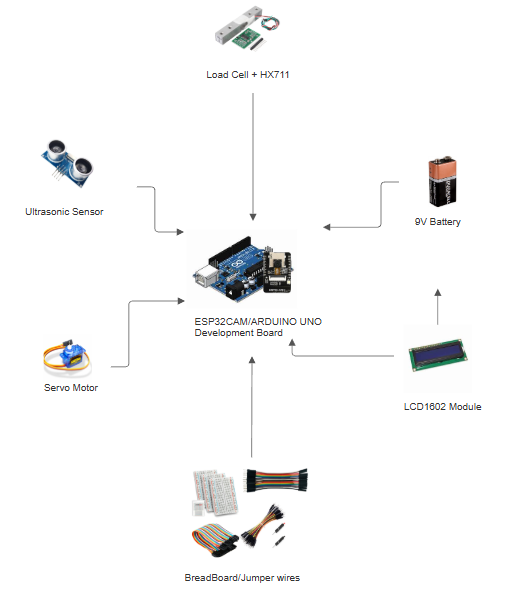 Load Cell + HX711
Ultrasonic Sensor
9V Battery
ESP32CAM/ARDUINO UNO
Development Board
Servo Motor
LCD1602 Module
BreadBoard/Jumper wires